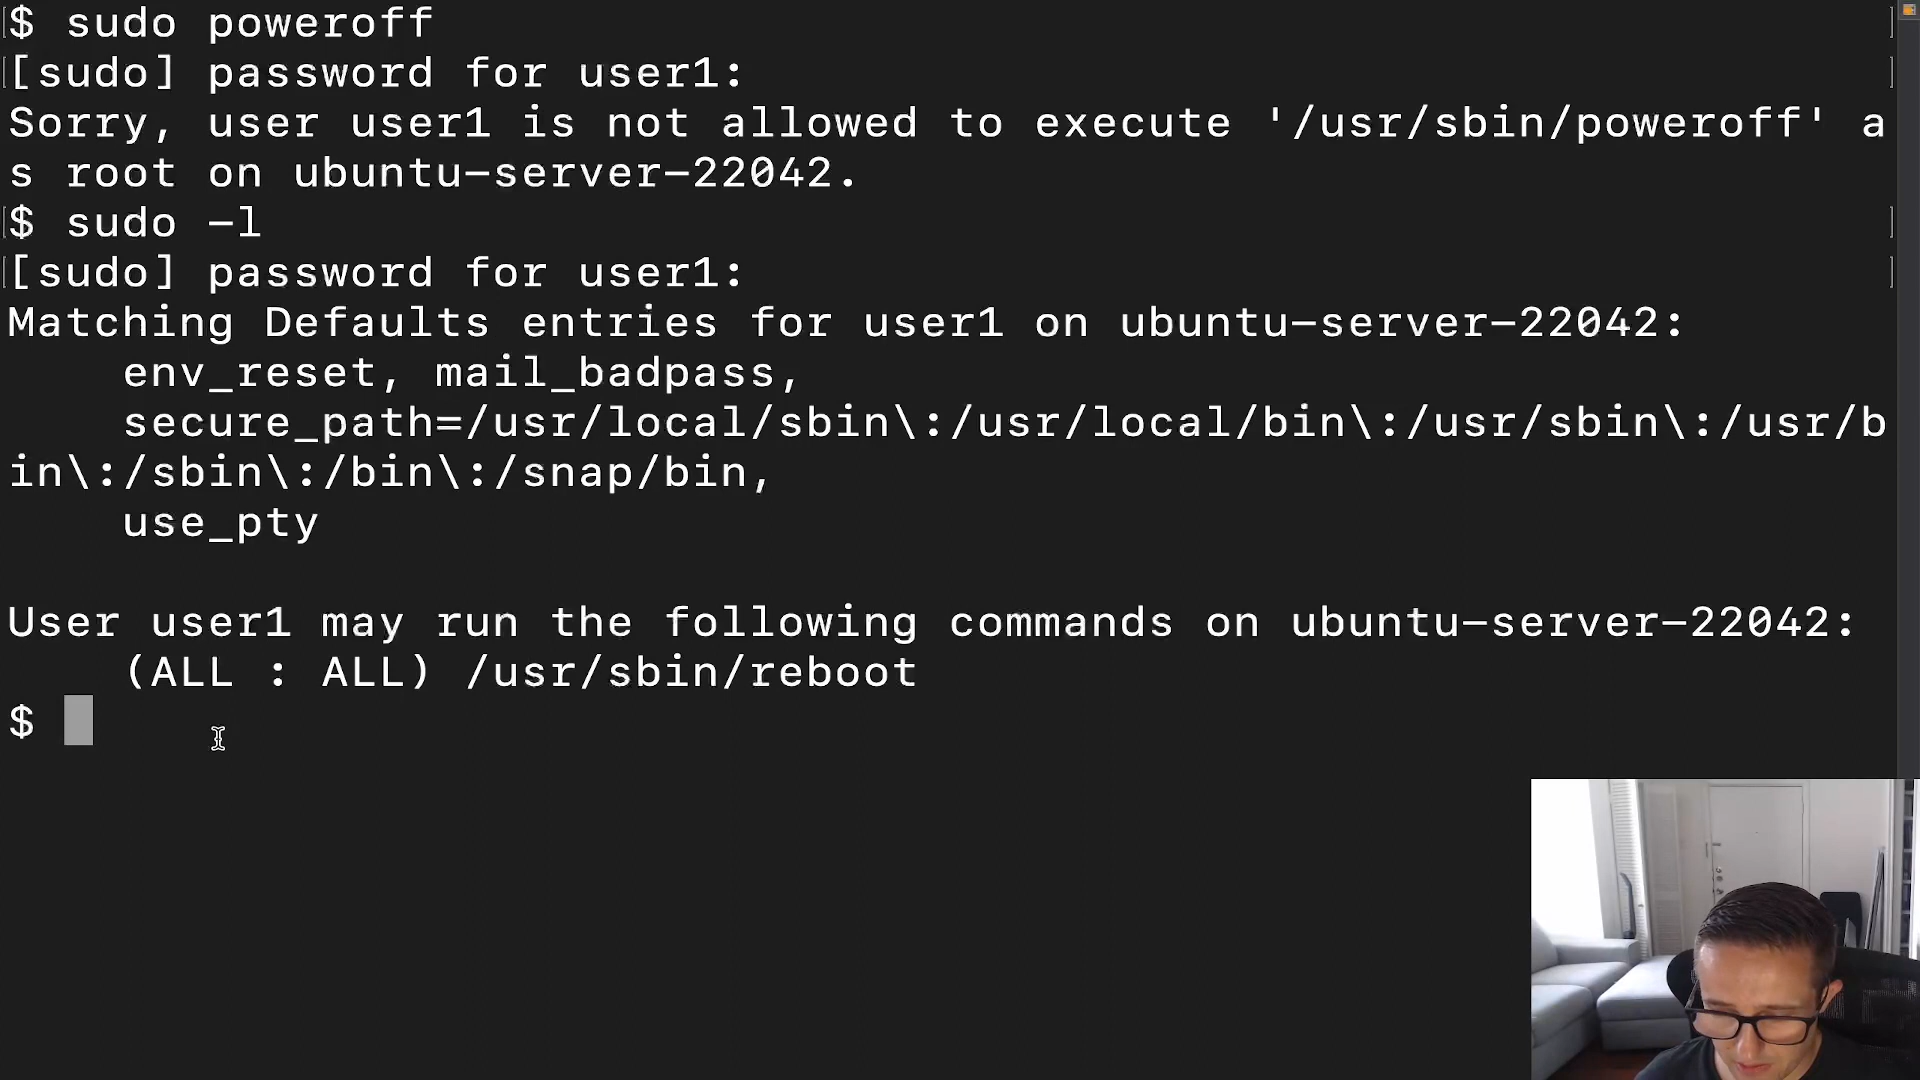 $ sudo poweroff
[sudo] password for user1:
Sorry, user user1 is not allowed to execute '/usr/sbin/poweroff' a
s root on ubuntu-server-22042.
$ sudo -l
[sudo] password for user1:
Matching Defaults entries for user1 on ubuntu-server-22042:
env_reset, mail_badpass,
secure_path=/usr/local/sbin\:/usr/local/bin\:/usr/sbin\:/usr/b
in\:/sbin\:/bin\:/snap/bin,
use_pty
User user1 may run the following commands on ubuntu-server-22042:
(ALL : ALL) /usr/sbin/reboot
$